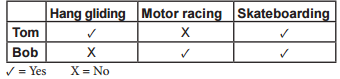 Hang gliding Motor racing Skateboarding
Tom ✓ X ✓
Bob X ✓ ✓
✓ = Yes X = No